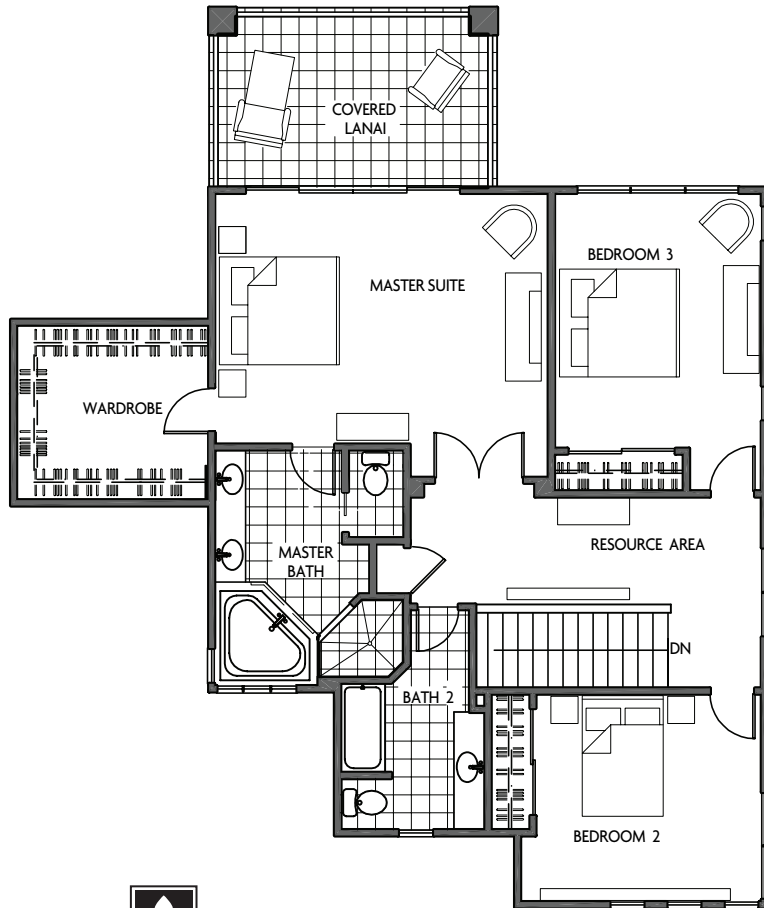 COVERED
LANAI
BEDROOM 3
MASTER SUITE
WARDROBE
RESOURCE AREA
MASTER
BATH
DN
BATH 2
BEDROOM 2